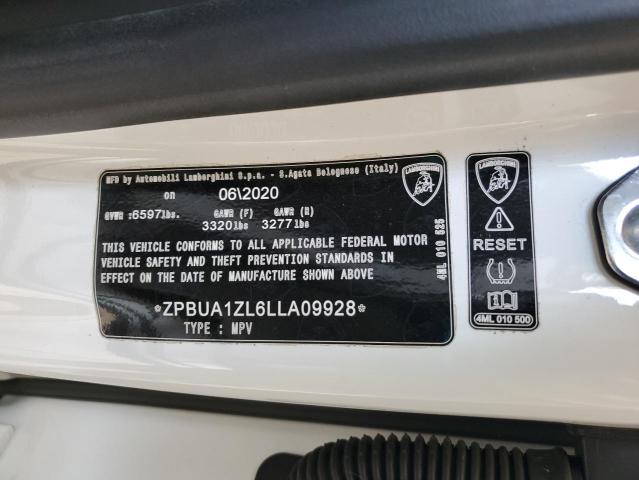 MFD by Automobili Lamborghini S.p.a. - S.Agata Bolognese (Italy)
on 06\2020
GVWR :6597lbs. GAWR (F) GAWR (R)
3320lbs 3277lbs
THIS VEHICLE CONFORMS TO ALL APPLICABLE FEDERAL MOTOR
VEHICLE SAFETY AND THEFT PREVENTION STANDARDS IN
EFFECT ON THE DATE OF MANUFACTURE SHOWN ABOVE
*ZPBUA1ZL6LLA09928*
TYPE : MPV
LAMBORGHINI
4ML 010 525
LAMBORGHINI
RESET
4ML 010 500